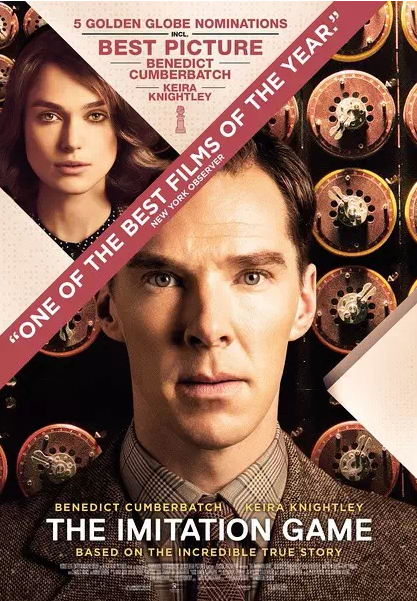 5 GOLDEN GLOBE NOMINATIONS
INCL.
BEST PICTURE
BENEDICT
CUMBERBATCH
KEIRA
KNIGHTLEY
“ONE OF THE BEST FILMS OF THE YEAR.”
NEW YORK OBSERVER
BENEDICT CUMBERBATCH KEIRA KNIGHTLEY
THE IMITATION GAME
BASED ON THE INCREDIBLE TRUE STORY